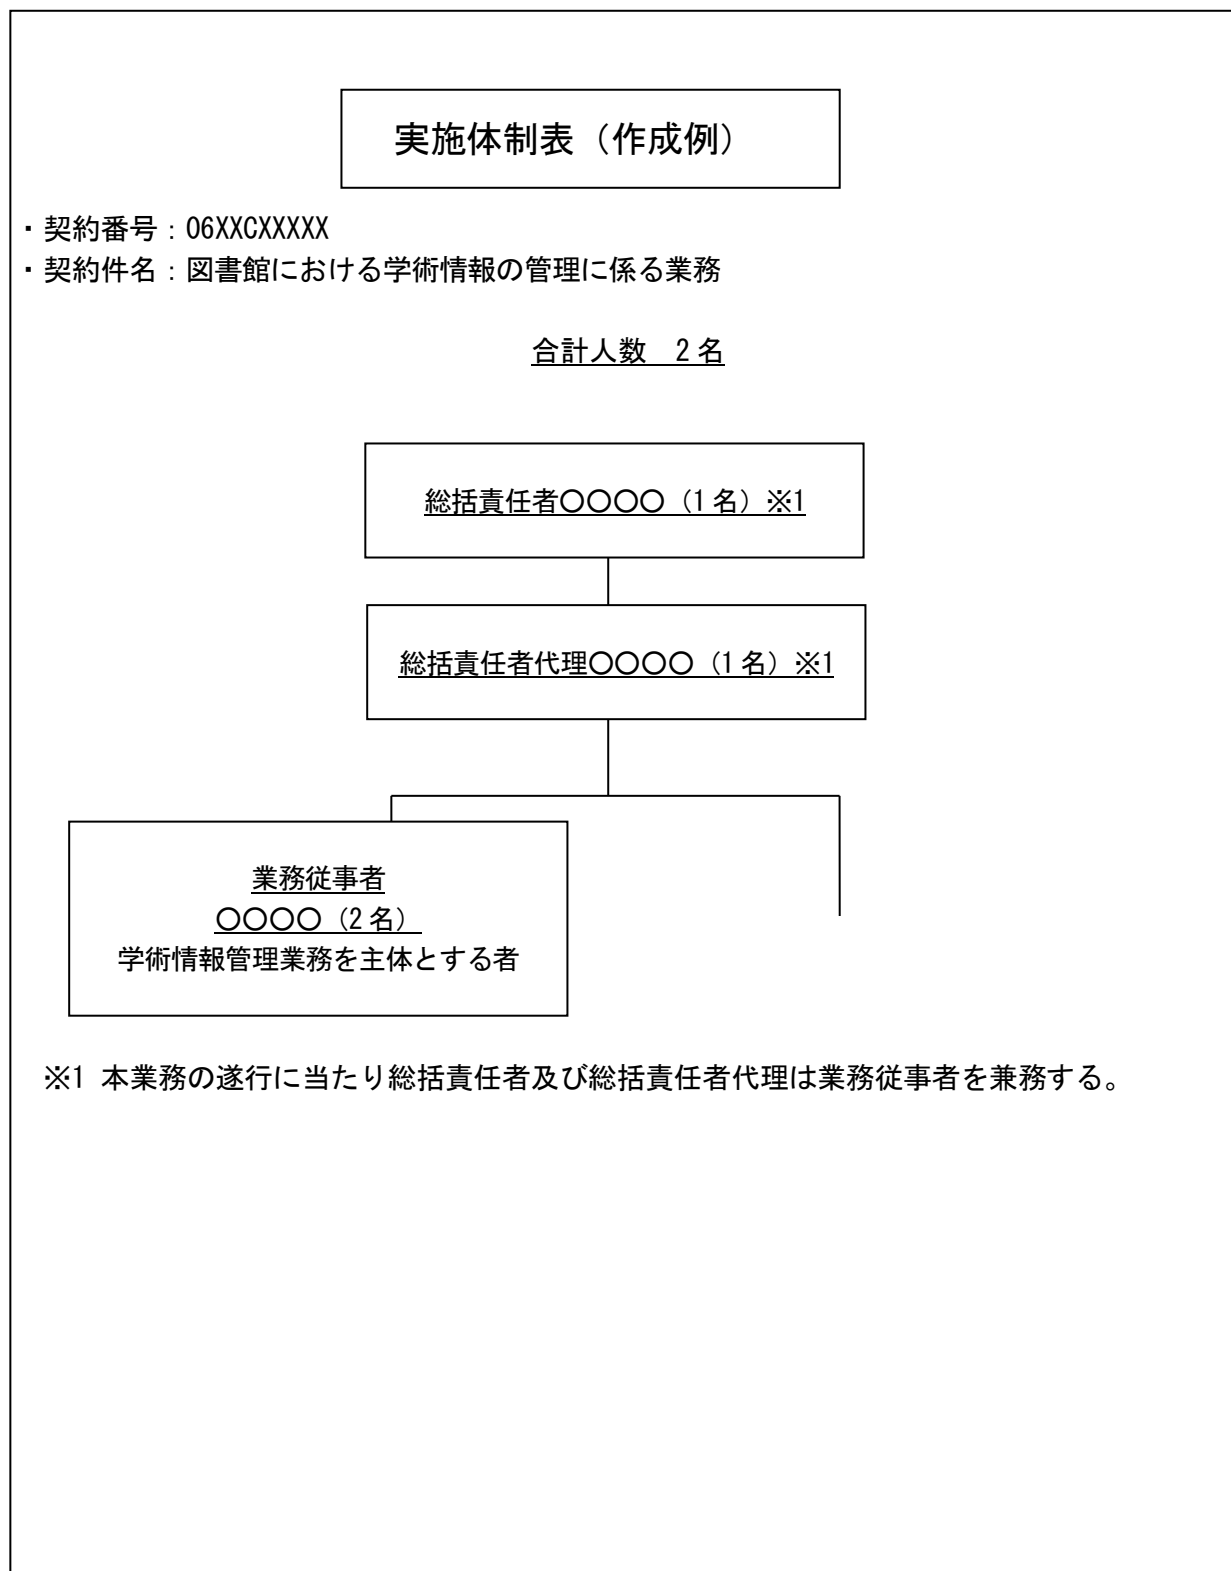 実施体制表（作成例）
・契約番号：06XXCXXXXX
・契約件名：図書館における学術情報の管理に係る業務
合計人数　2名
総括責任者〇〇〇〇（1名）※1
総括責任者代理〇〇〇〇（1名）※1
業務従事者
〇〇〇〇（2名）
学術情報管理業務を主体とする者
※1 本業務の遂行に当たり総括責任者及び総括責任者代理は業務従事者を兼務する。